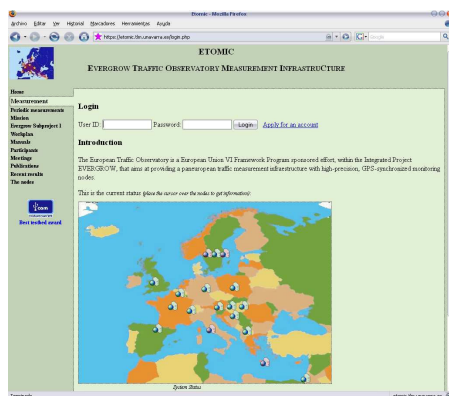 Etomic - Mozilla Firefox
Archivo Editar Ver Historial Marcadores Herramientas Ayuda
https://etomic.tlm.unavarra.es/login.php
Google
ETOMIC
EVERGROW TRAFFIC OBSERVATORY MEASUREMENT INFRASTRUCTURE
Home
Measurement
Periodic measurements
Mission
Evergrow Subproject 1
Workplan
Manuals
Participants
Meetings
Publications
Recent results
The nodes
Best testbed award
Login
User ID: Password: Login Apply for an account
Introduction
The European Traffic Observatory is a European Union VI Framework Program sponsored effort, within the Integrated Project
EVERGROW, that aims at providing a paneuropean traffic measurement infrastructure with high-precision, GPS-synchronized monitoring
nodes.
This is the current status (place the cursor over the nodes to get information):
System Status